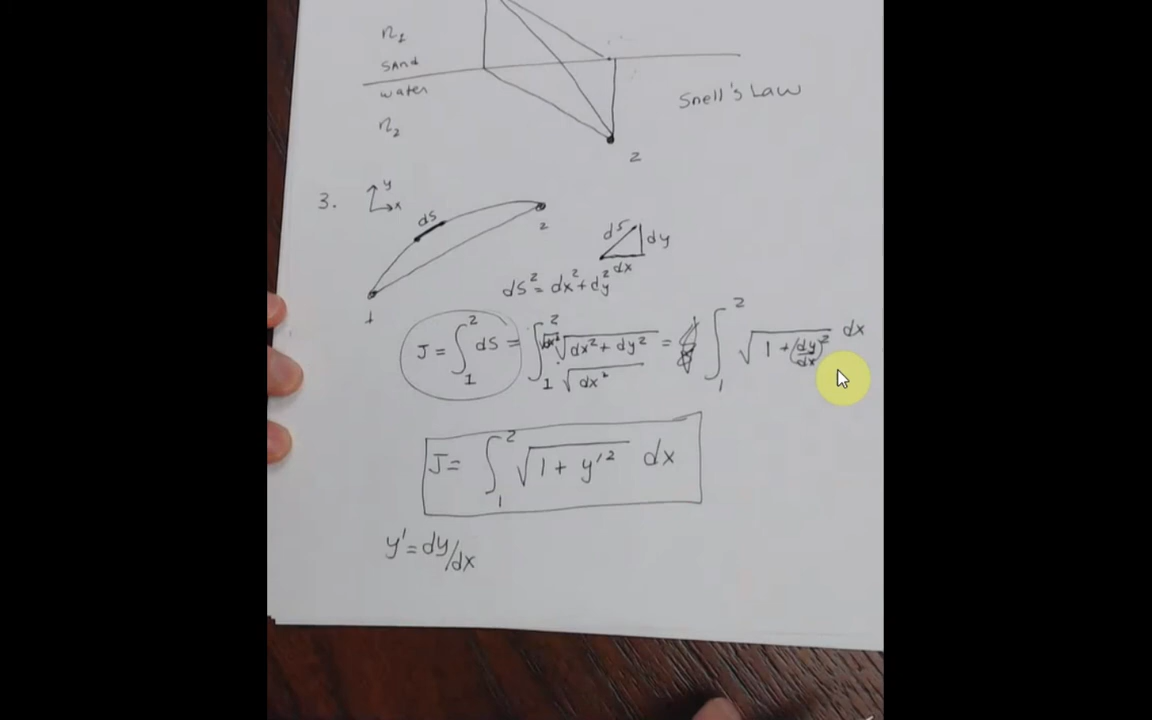 n₁
SAND
water
n₂
Snell's Law
2
3.
y
x
ds
1
2
ds
dy
dx
ds² = dx² + dy²
J = ∫₁² ds = ∫₁² √dx² + dy² / √dx² = ∫₁² √1 + (dy/dx)² dx
J = ∫₁² √1 + y'² dx
y' = dy/dx